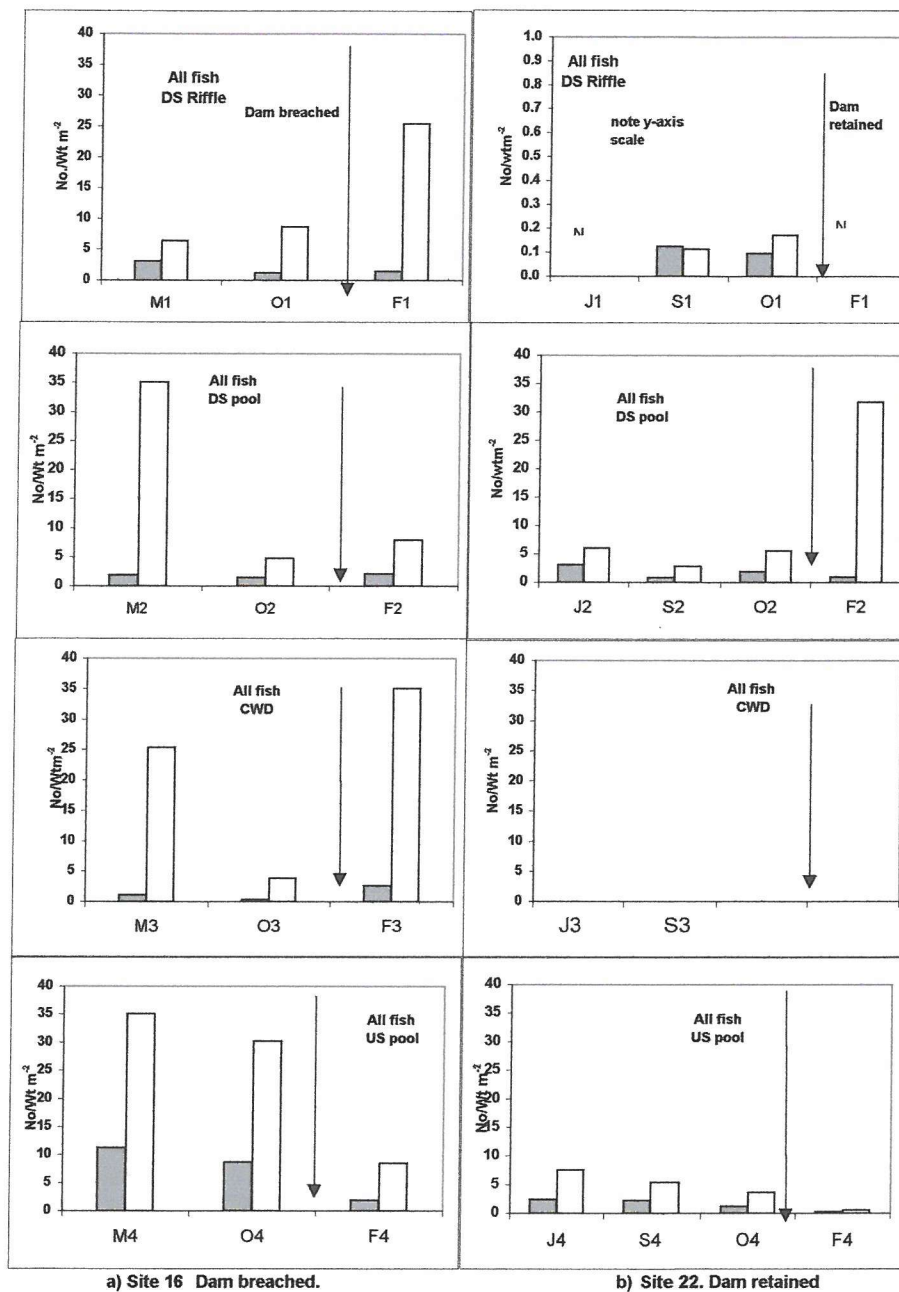 40
35
30
25
20
15
10
5
0
No./Wt m-2
All fish
DS Riffle
Dam breached
M1 O1 F1
1.0
0.9
0.8
0.7
0.6
0.5
0.4
0.3
0.2
0.1
0.0
No/wtm-2
All fish
DS Riffle
note y-axis
scale
Dam
retained
N N
J1 S1 O1 F1
40
35
30
25
20
15
10
5
0
No/Wt m-2
All fish
DS pool
M2 O2 F2
40
35
30
25
20
15
10
5
0
No/wtm-2
All fish
DS pool
J2 S2 O2 F2
40
35
30
25
20
15
10
5
0
No/Wtm-2
All fish
CWD
M3 O3 F3
40
35
30
25
20
15
10
5
0
No/Wt m-2
All fish
CWD
J3 S3
40
35
30
25
20
15
10
5
0
No/Wt m-2
All fish
US pool
M4 O4 F4
40
35
30
25
20
15
10
5
0
No/Wt m-2
All fish
US pool
J4 S4 O4 F4
a) Site 16 Dam breached.
b) Site 22. Dam retained